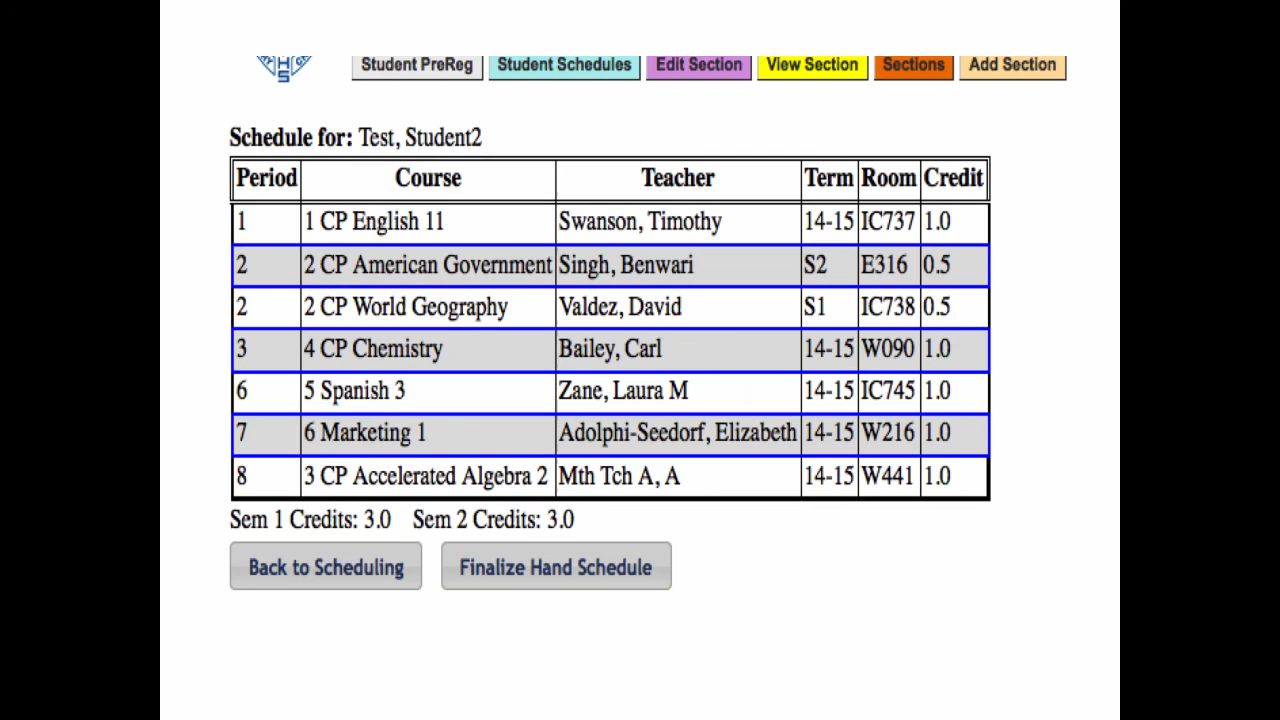 HS
Student PreReg Student Schedules Edit Section View Section Sections Add Section
Schedule for: Test, Student2
Period Course Teacher Term Room Credit
1 1 CP English 11 Swanson, Timothy 14-15 IC737 1.0
2 2 CP American Government Singh, Benwari S2 E316 0.5
2 2 CP World Geography Valdez, David S1 IC738 0.5
3 4 CP Chemistry Bailey, Carl 14-15 W090 1.0
6 5 Spanish 3 Zane, Laura M 14-15 IC745 1.0
7 6 Marketing 1 Adolphi-Seedorf, Elizabeth 14-15 W216 1.0
8 3 CP Accelerated Algebra 2 Mth Tch A, A 14-15 W441 1.0
Sem 1 Credits: 3.0 Sem 2 Credits: 3.0
Back to Scheduling Finalize Hand Schedule